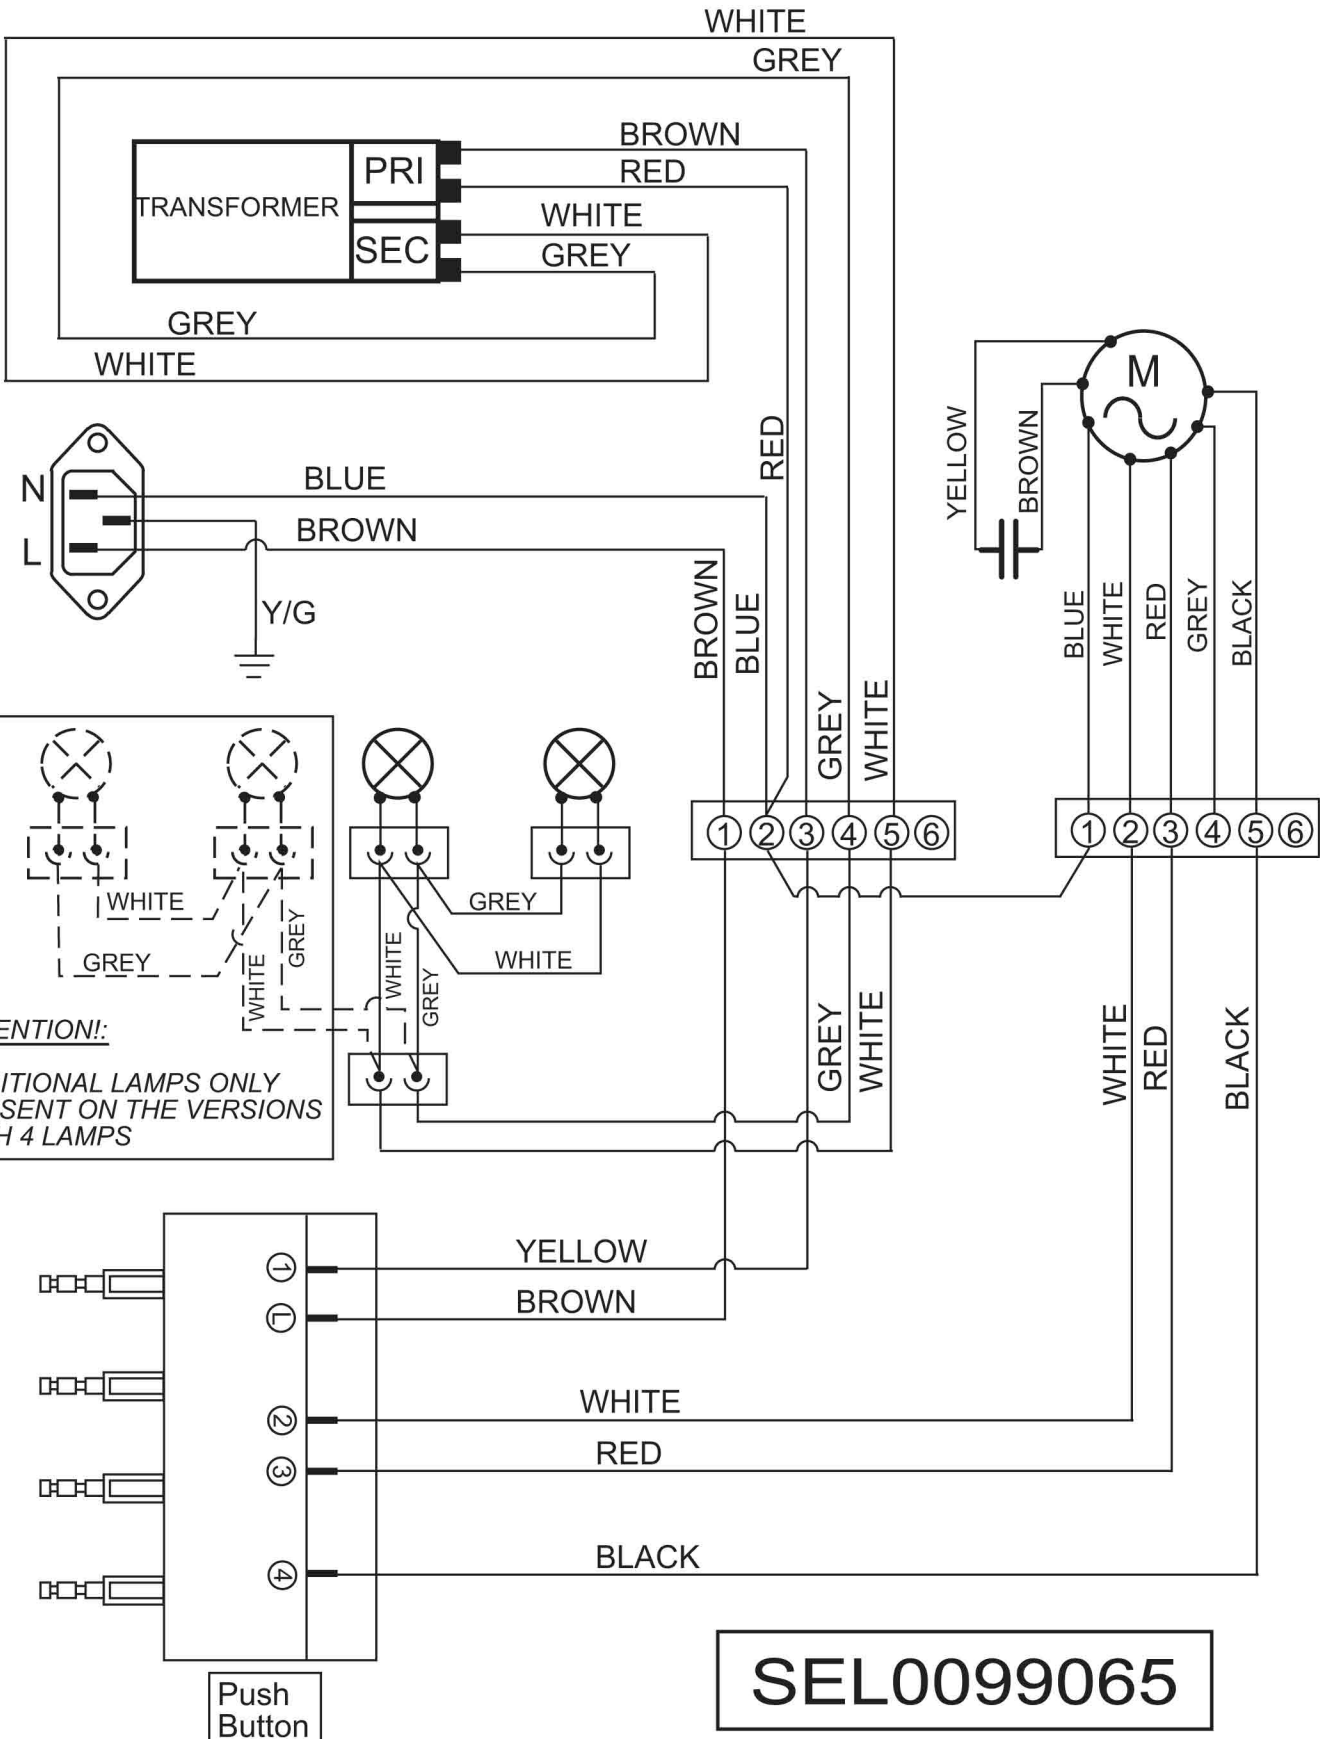 WHITE
GREY
BROWN
RED
PRI
TRANSFORMER
WHITE
SEC
GREY
GREY
WHITE
M
YELLOW
BROWN
RED
N
BLUE
BROWN
L
Y/G
BROWN
BLUE
GREY
WHITE
BLUE
WHITE
RED
GREY
BLACK
1 2 3 4 5 6
1 2 3 4 5 6
WHITE
GREY
WHITE
GREY
GREY
WHITE
WHITE
GREY
ENTION!:
ITIONAL LAMPS ONLY
SENT ON THE VERSIONS
H 4 LAMPS
GREY
WHITE
WHITE
RED
BLACK
1
YELLOW
L
BROWN
2
WHITE
3
RED
4
BLACK
Push
Button
SEL0099065